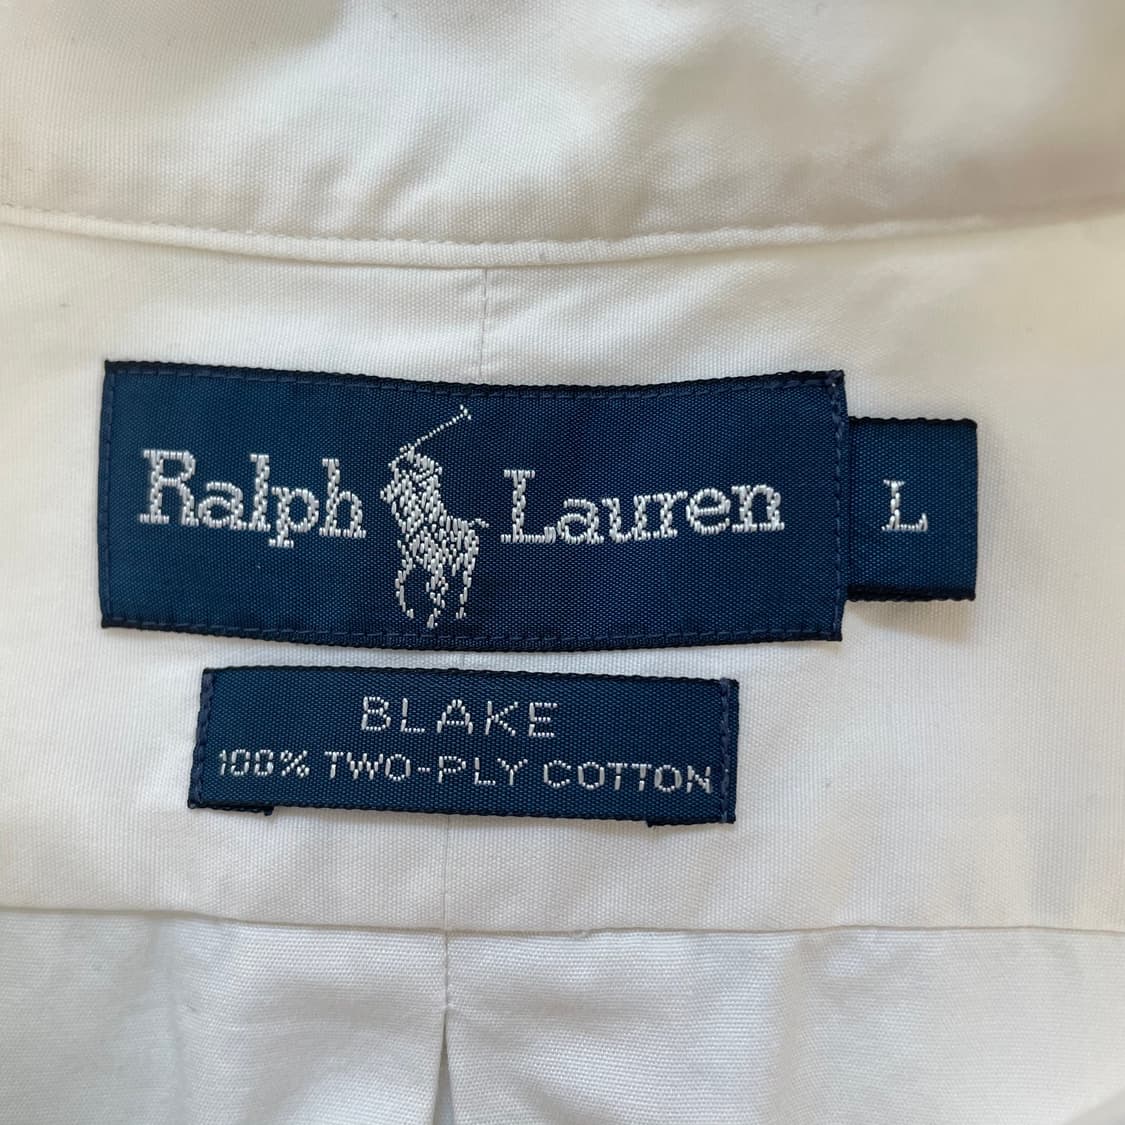 Ralph Lauren
L
BLAKE
100% TWO-PLY COTTON